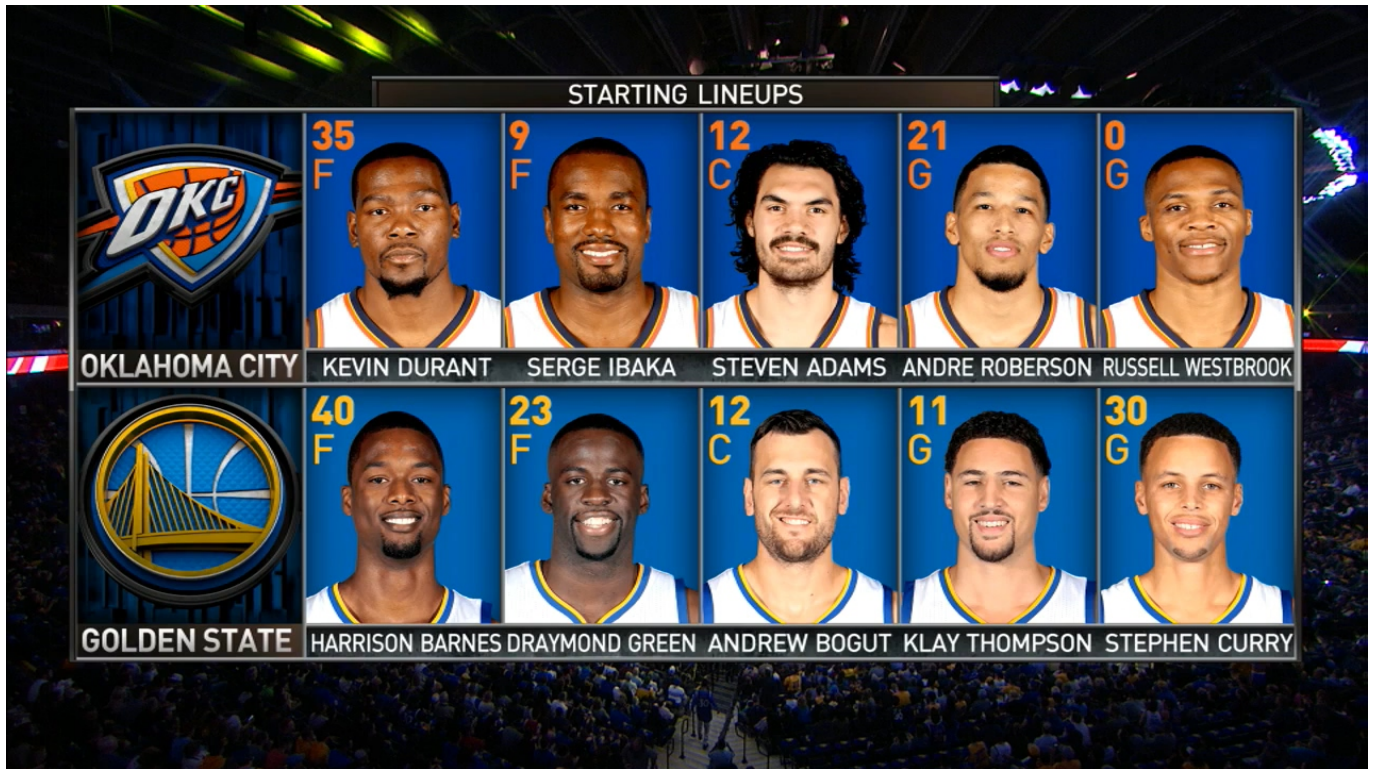 STARTING LINEUPS
OKC
OKLAHOMA CITY
35
F
KEVIN DURANT
9
F
SERGE IBAKA
12
C
STEVEN ADAMS
21
G
ANDRE ROBERSON
0
G
RUSSELL WESTBROOK
GOLDEN STATE
40
F
HARRISON BARNES
23
F
DRAYMOND GREEN
12
C
ANDREW BOGUT
11
G
KLAY THOMPSON
30
G
STEPHEN CURRY